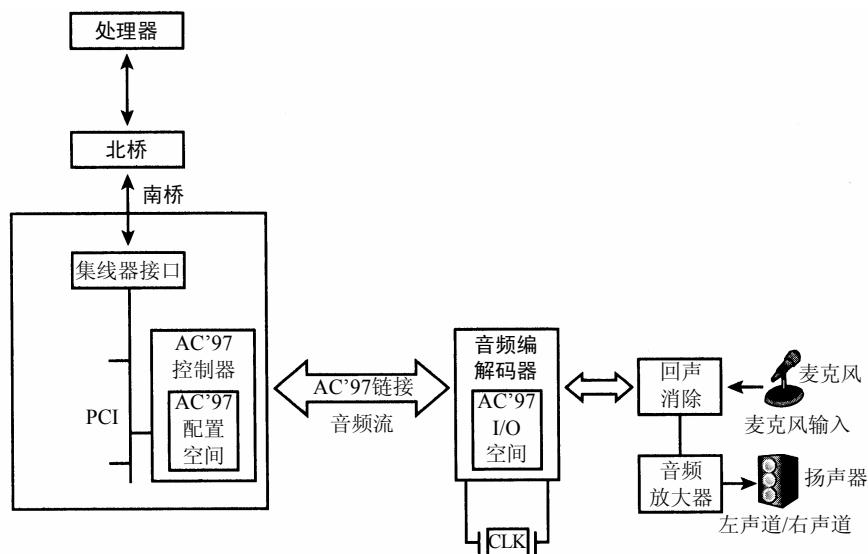 处理器
北桥
南桥
集线器接口
AC’97
控制器
AC’97
配置
空间
PCI
AC’97链接
音频流
音频编
解码器
AC’97
I/O
空间
CLK
回声
消除
麦克风
麦克风输入
音频
放大器
扬声器
左声道/右声道